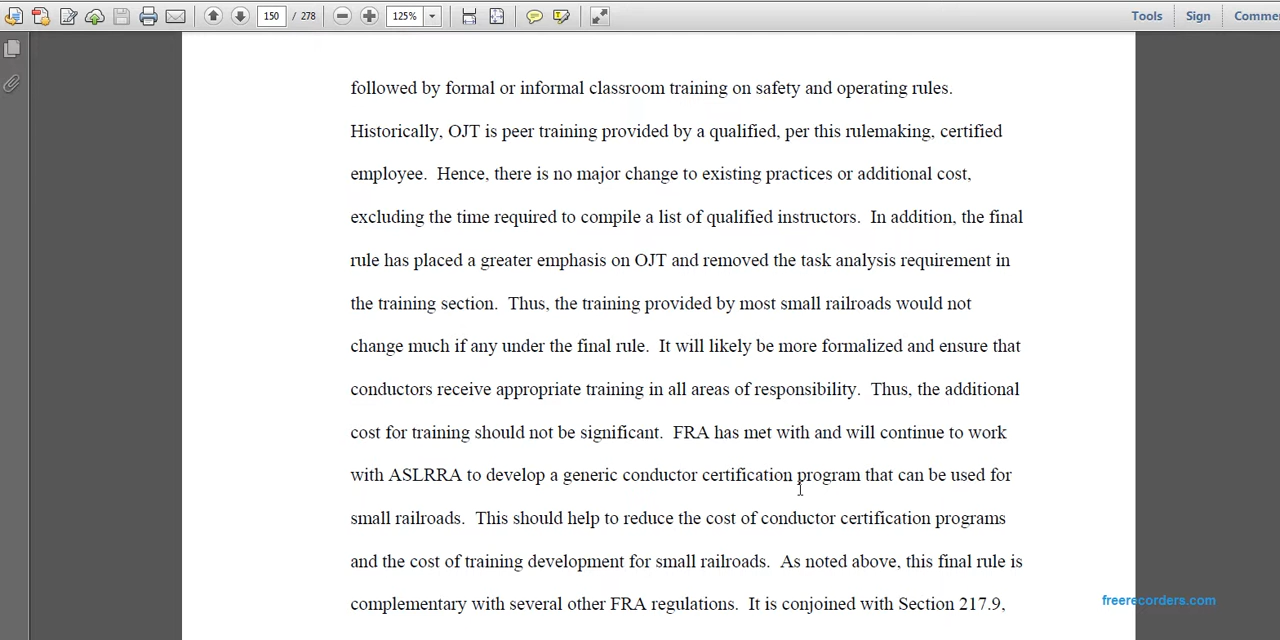 150 / 278
125%
Tools
Sign
Commer
followed by formal or informal classroom training on safety and operating rules.
Historically, OJT is peer training provided by a qualified, per this rulemaking, certified
employee.  Hence, there is no major change to existing practices or additional cost,
excluding the time required to compile a list of qualified instructors.  In addition, the final
rule has placed a greater emphasis on OJT and removed the task analysis requirement in
the training section.  Thus, the training provided by most small railroads would not
change much if any under the final rule.  It will likely be more formalized and ensure that
conductors receive appropriate training in all areas of responsibility.  Thus, the additional
cost for training should not be significant.  FRA has met with and will continue to work
with ASLRRA to develop a generic conductor certification program that can be used for
small railroads.  This should help to reduce the cost of conductor certification programs
and the cost of training development for small railroads.  As noted above, this final rule is
complementary with several other FRA regulations.  It is conjoined with Section 217.9,
freerecorders.com